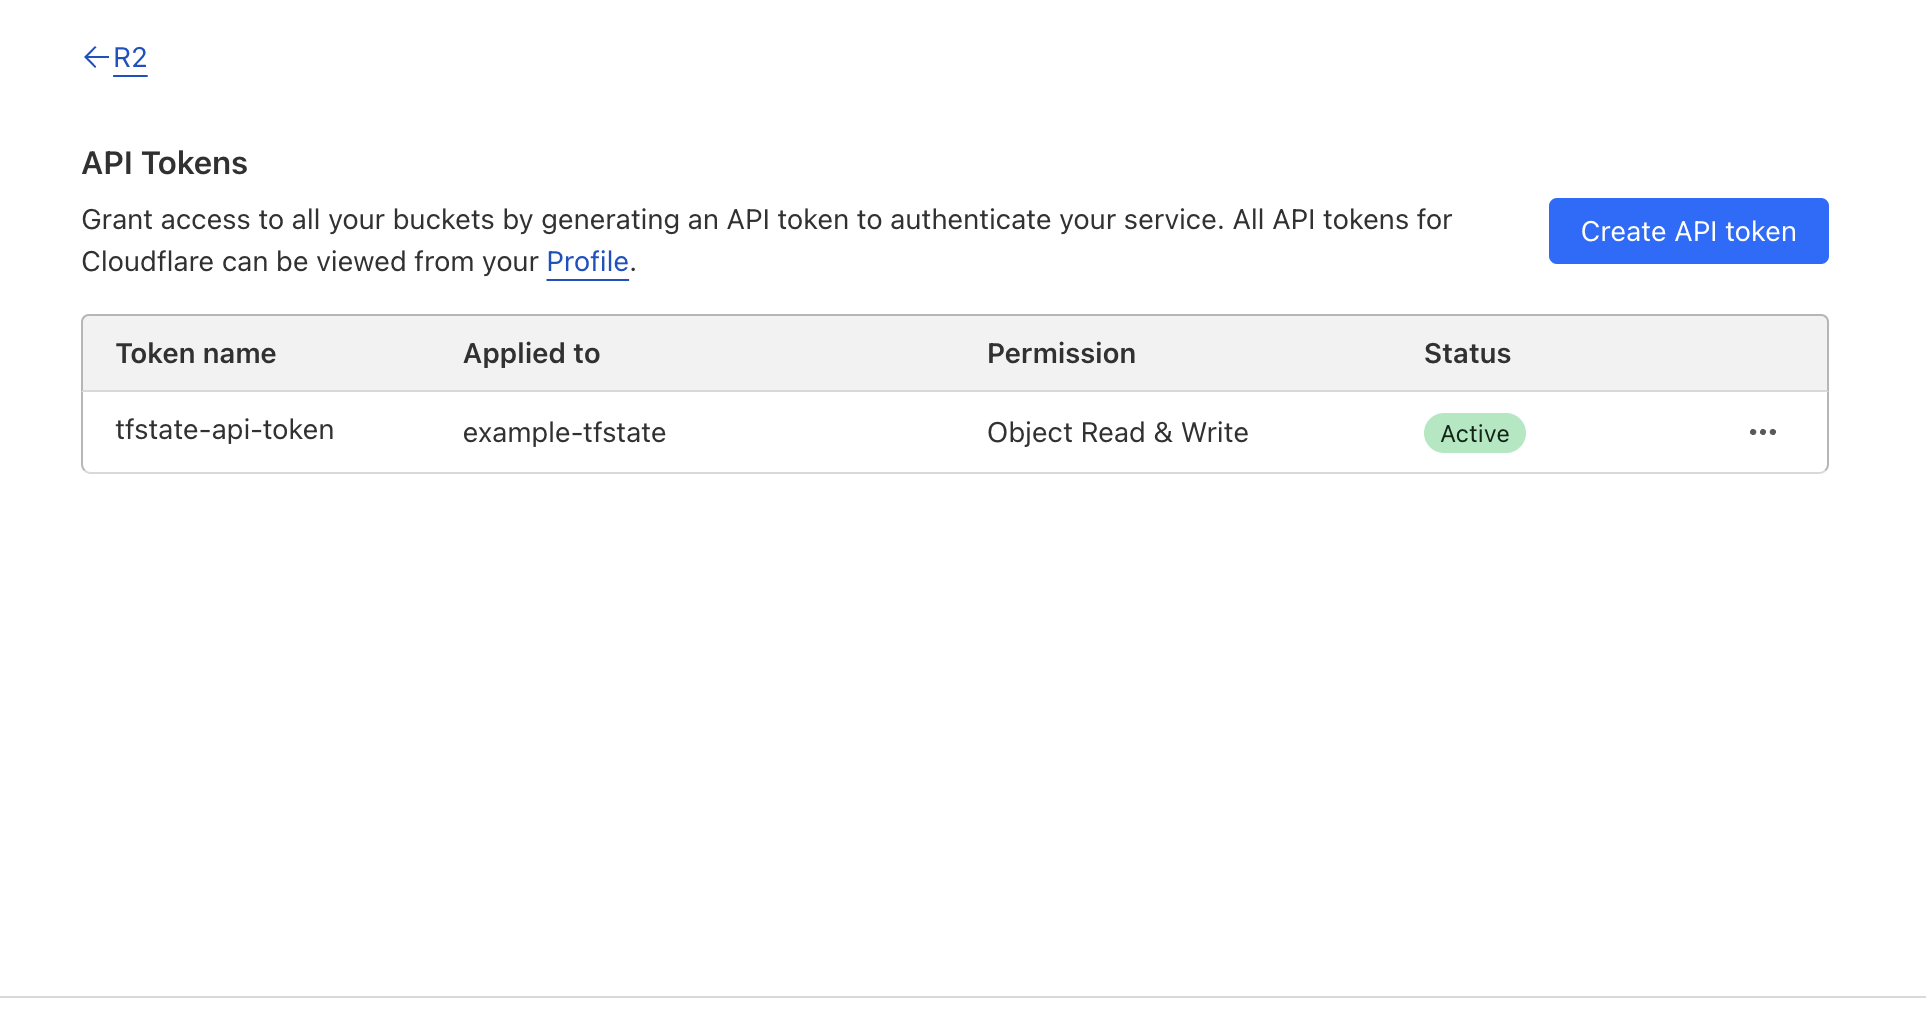 R2
API Tokens
Grant access to all your buckets by generating an API token to authenticate your service. All API tokens for
Cloudflare can be viewed from your Profile.
Create API token
Token name Applied to Permission Status
tfstate-api-token example-tfstate Object Read & Write Active